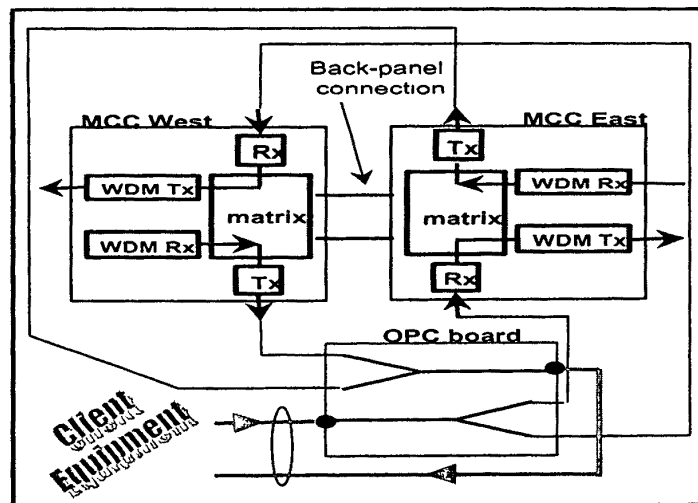 Back-panel
connection
MCC West
MCC East
Rx
Tx
WDM Tx
WDM Rx
matrix
matrix
WDM Rx
WDM Tx
Tx
Rx
OPC board
Client
Equipment